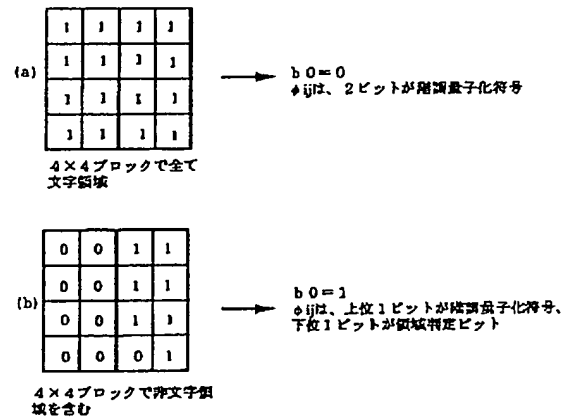 (a)
1 1 1 1
1 1 1 1
1 1 1 1
1 1 1 1
b0=0
φijは、2ビットが階調量子化符号
4×4ブロックで全て
文字領域
(b)
0 0 1 1
0 0 1 1
0 0 1 1
0 0 0 1
b0=1
φijは、上位1ビットが階調量子化符号、
下位1ビットが領域判定ビット
4×4ブロックで非文字領
域を含む